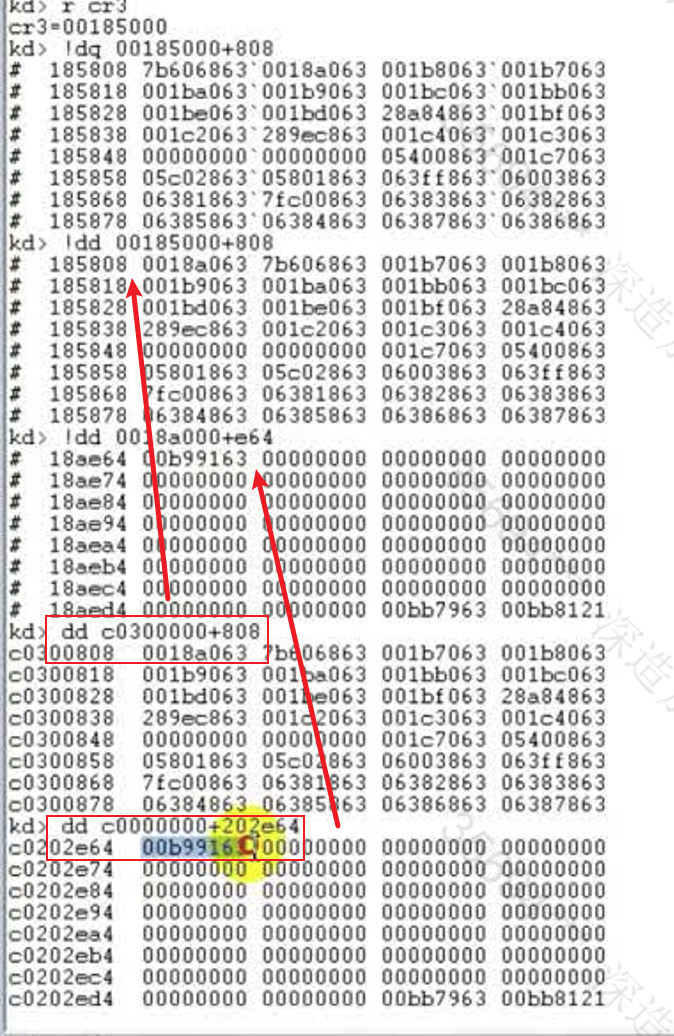 kd> r cr3
cr3=00185000
kd> !dq 00185000+808
# 185808 7b606863`0018a063 001b8063`001b7063
# 185818 001ba063`001b9063 001bc063`001bb063
# 185828 001be063`001bd063 28a84863`001bf063
# 185838 001c2063`289ec863 001c4063`001c3063
# 185848 00000000`00000000 05400863`001c7063
# 185858 05c02863`05801863 063ff863`06003863
# 185868 06381863`7fc00863 06383863`06382863
# 185878 06385863`06384863 06387863`06386863
kd> !dd 00185000+808
# 185808 0018a063 7b606863 001b7063 001b8063
# 185818 001b9063 001ba063 001bb063 001bc063
# 185828 001bd063 001be063 001bf063 28a84863
# 185838 289ec863 001c2063 001c3063 001c4063
# 185848 00000000 00000000 001c7063 05400863
# 185858 05801863 05c02863 06003863 063ff863
# 185868 7fc00863 06381863 06382863 06383863
# 185878 06384863 06385863 06386863 06387863
kd> !dd 0018a000+e64
# 18ae64 00b99163 00000000 00000000 00000000
# 18ae74 00000000 00000000 00000000 00000000
# 18ae84 00000000 00000000 00000000 00000000
# 18ae94 00000000 00000000 00000000 00000000
# 18aea4 00000000 00000000 00000000 00000000
# 18aeb4 00000000 00000000 00000000 00000000
# 18aec4 00000000 00000000 00000000 00000000
# 18aed4 00000000 00000000 00bb7963 00bb8121
kd> dd c0300000+808
c0300808 0018a063 7b606863 001b7063 001b8063
c0300818 001b9063 001ba063 001bb063 001bc063
c0300828 001bd063 001be063 001bf063 28a84863
c0300838 289ec863 001c2063 001c3063 001c4063
c0300848 00000000 00000000 001c7063 05400863
c0300858 05801863 05c02863 06003863 063ff863
c0300868 7fc00863 06381863 06382863 06383863
c0300878 06384863 06385863 06386863 06387863
kd> dd c0000000+202e64
c0202e64 00b99163 00000000 00000000 00000000
c0202e74 00000000 00000000 00000000 00000000
c0202e84 00000000 00000000 00000000 00000000
c0202e94 00000000 00000000 00000000 00000000
c0202ea4 00000000 00000000 00000000 00000000
c0202eb4 00000000 00000000 00000000 00000000
c0202ec4 00000000 00000000 00000000 00000000
c0202ed4 00000000 00000000 00bb7963 00bb8121